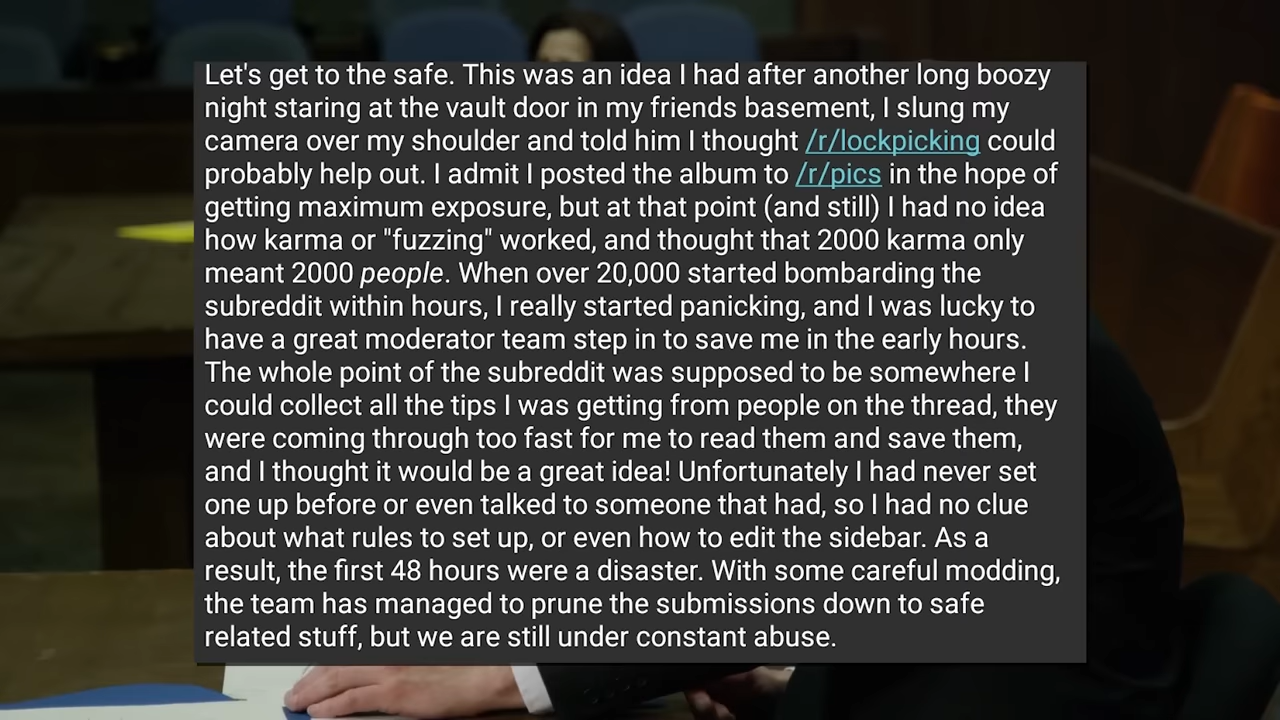 Let's get to the safe. This was an idea I had after another long boozy
night staring at the vault door in my friends basement, I slung my
camera over my shoulder and told him I thought /r/lockpicking could
probably help out. I admit I posted the album to /r/pics in the hope of
getting maximum exposure, but at that point (and still) I had no idea
how karma or "fuzzing" worked, and thought that 2000 karma only
meant 2000 people. When over 20,000 started bombarding the
subreddit within hours, I really started panicking, and I was lucky to
have a great moderator team step in to save me in the early hours.
The whole point of the subreddit was supposed to be somewhere I
could collect all the tips I was getting from people on the thread, they
were coming through too fast for me to read them and save them,
and I thought it would be a great idea! Unfortunately I had never set
one up before or even talked to someone that had, so I had no clue
about what rules to set up, or even how to edit the sidebar. As a
result, the first 48 hours were a disaster. With some careful modding,
the team has managed to prune the submissions down to safe
related stuff, but we are still under constant abuse.